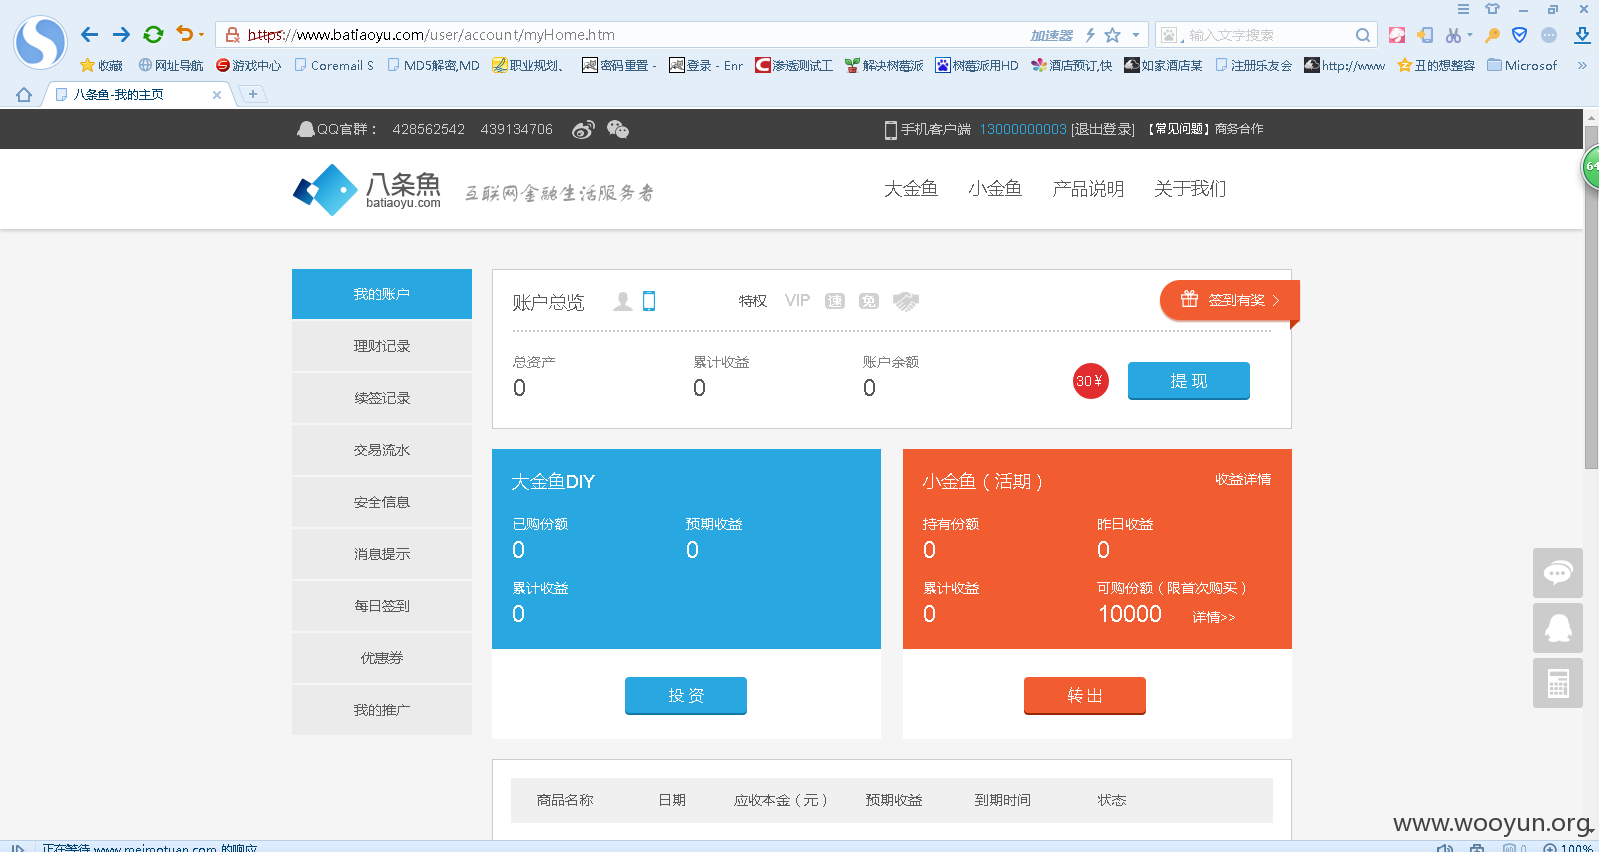 https://www.batiaoyu.com/user/account/myHome.htm 加速器 输入文字搜索
收藏 网址导航 游戏中心 Coremail S MD5解密,MD 职业规划、 密码重置 - 登录 - Enr 渗透测试工 解决树莓派 树莓派用HD 酒店预订,快 如家酒店某 注册乐友会 http://www 丑的想整容 Microsof »
八条鱼-我的主页
QQ官群： 428562542 439134706 手机客户端 13000000003 [退出登录] 【常见问题】商务合作
八条魚 batiaoyu.com 互联网金融生活服务者 大金鱼 小金鱼 产品说明 关于我们
64
我的账户
理财记录
续签记录
交易流水
安全信息
消息提示
每日签到
优惠券
我的推广
账户总览 特权 VIP 速 免 签到有奖 >
总资产 累计收益 账户余额
0 0 0 30¥ 提现
大金鱼DIY
已购份额 预期收益
0 0
累计收益
0
投资
小金鱼（活期） 收益详情
持有份额 昨日收益
0 0
累计收益 可购份额（限首次购买）
0 10000 详情>>
转出
商品名称 日期 应收本金（元） 预期收益 到期时间 状态
www.wooyun.org
正在等待 www.meimotuan.com 的响应 0 100%